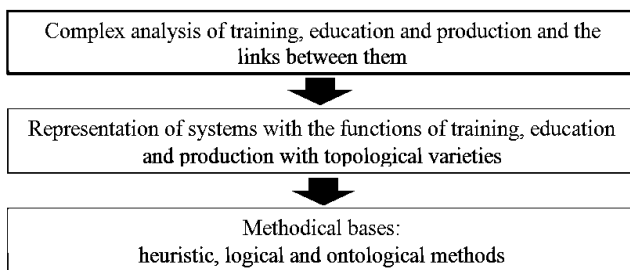 Complex analysis of training, education and production and the
links between them
Representation of systems with the functions of training, education
and production with topological varieties
Methodical bases:
heuristic, logical and ontological methods